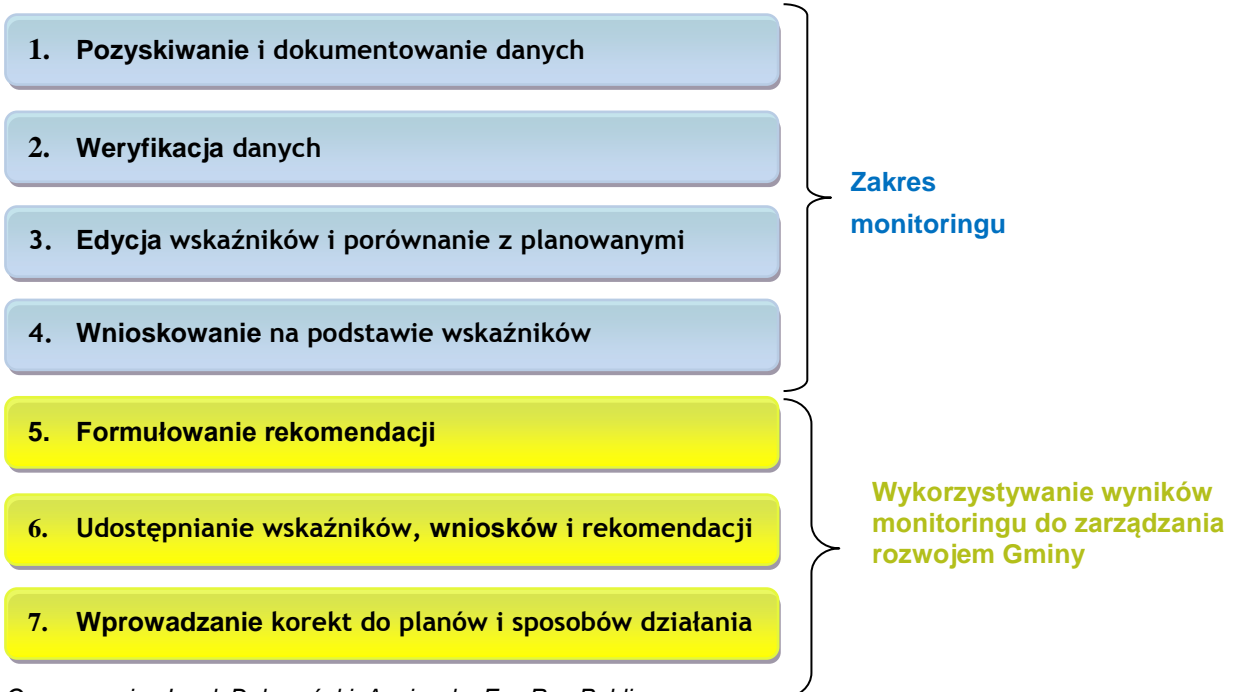 1. Pozyskiwanie i dokumentowanie danych
2. Weryfikacja danych
3. Edycja wskaźników i porównanie z planowanymi
4. Wnioskowanie na podstawie wskaźników
Zakres
monitoringu
5. Formułowanie rekomendacji
6. Udostępnianie wskaźników, wniosków i rekomendacji
7. Wprowadzanie korekt do planów i sposobów działania
Wykorzystywanie wyników
monitoringu do zarządzania
rozwojem Gminy